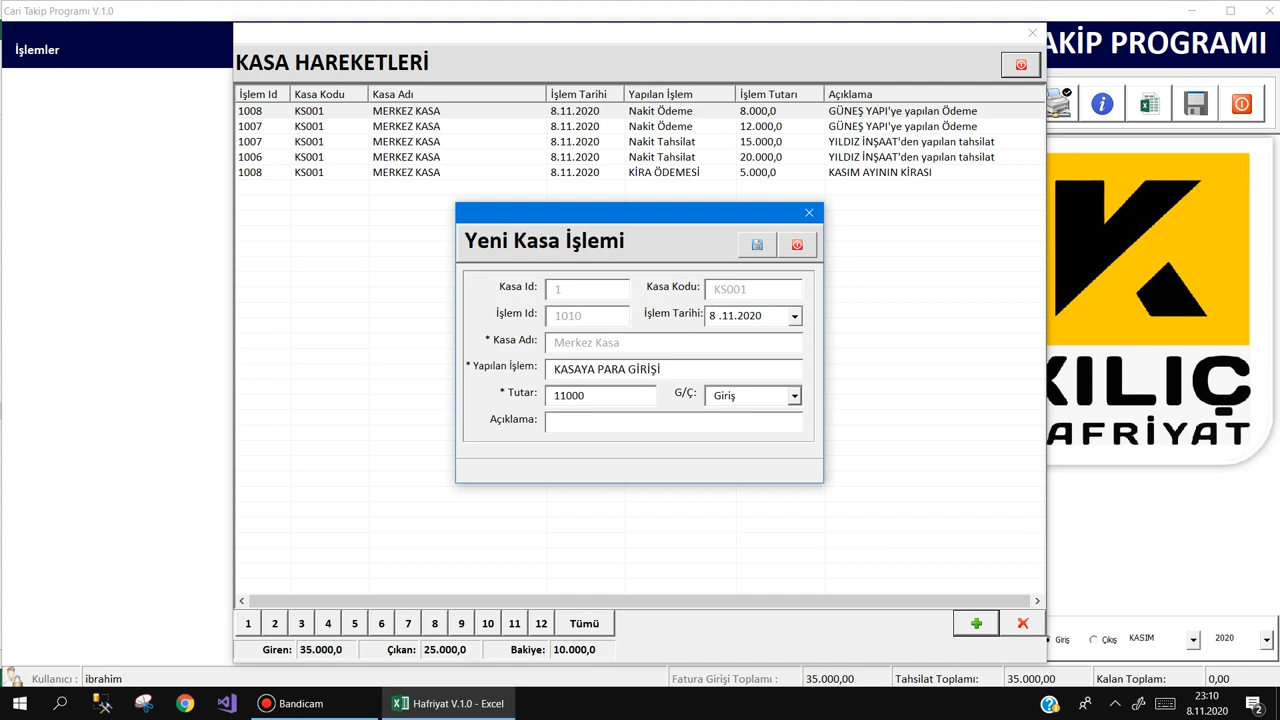 Cari Takip Programı V.1.0
İşlemler
AKİP PROGRAMI
KASA HAREKETLERİ
İşlem Id Kasa Kodu Kasa Adı İşlem Tarihi Yapılan İşlem İşlem Tutarı Açıklama
1008 KS001 MERKEZ KASA 8.11.2020 Nakit Ödeme 8.000,0 GÜNEŞ YAPI'ye yapılan Ödeme
1007 KS001 MERKEZ KASA 8.11.2020 Nakit Ödeme 12.000,0 GÜNEŞ YAPI'ye yapılan Ödeme
1007 KS001 MERKEZ KASA 8.11.2020 Nakit Tahsilat 15.000,0 YILDIZ İNŞAAT'den yapılan tahsilat
1006 KS001 MERKEZ KASA 8.11.2020 Nakit Tahsilat 20.000,0 YILDIZ İNŞAAT'den yapılan tahsilat
1008 KS001 MERKEZ KASA 8.11.2020 KİRA ÖDEMESİ 5.000,0 KASIM AYININ KİRASI
Yeni Kasa İşlemi
Kasa Id: 1 Kasa Kodu: KS001
İşlem Id: 1010 İşlem Tarihi: 8 .11.2020
* Kasa Adı: Merkez Kasa
* Yapılan İşlem: KASAYA PARA GİRİŞİ
* Tutar: 11000 G/Ç: Giriş
Açıklama:
KILIÇ
AFRİYAT
1 2 3 4 5 6 7 8 9 10 11 12 Tümü
Giren: 35.000,0 Çıkan: 25.000,0 Bakiye: 10.000,0
Giriş Çıkış KASIM 2020
Kullanıcı : ibrahim Fatura Girişi Toplamı : 35.000,00 Tahsilat Toplamı: 35.000,00 Kalan Toplam: 0,00
Bandicam Hafriyat V.1.0 - Excel 23:10
8.11.2020 2